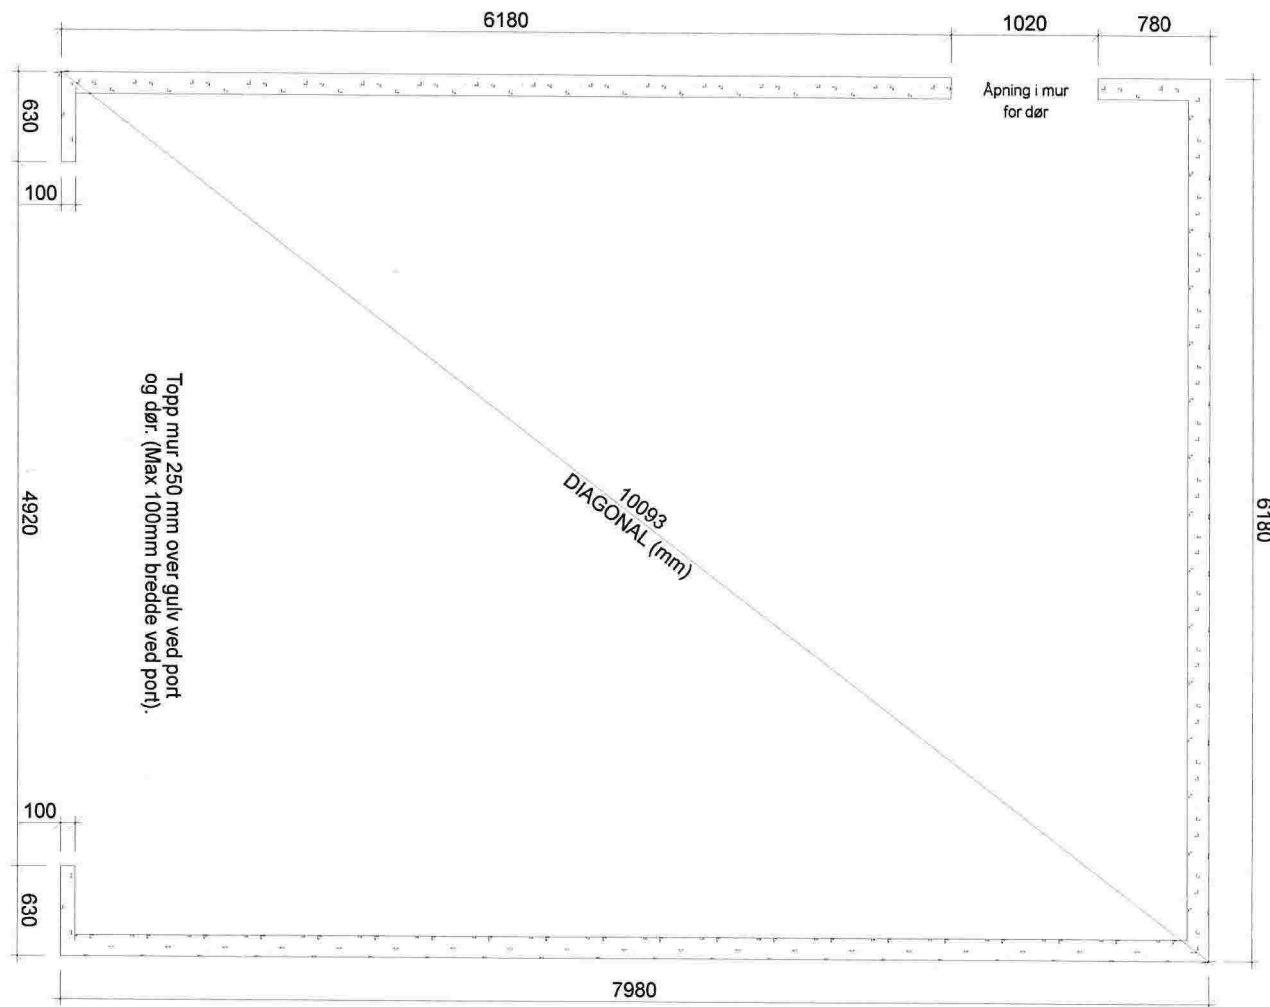 6180
1020
780
Åpning i mur
for dør
630
100
Topp mur 250 mm over gulv ved port
og dør. (Max 100mm bredde ved port).
4920
10093
DIAGONAL (mm)
6180
100
630
7980